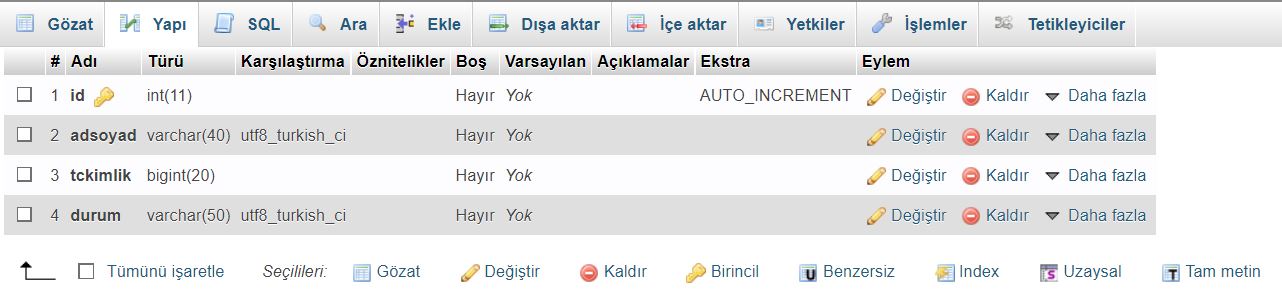 Gözat Yapı SQL Ara Ekle Dışa aktar İçe aktar Yetkiler İşlemler Tetikleyiciler
# Adı Türü Karşılaştırma Öznitelikler Boş Varsayılan Açıklamalar Ekstra Eylem
1 id int(11) Hayır Yok AUTO_INCREMENT Değiştir Kaldır Daha fazla
2 adsoyad varchar(40) utf8_turkish_ci Hayır Yok Değiştir Kaldır Daha fazla
3 tckimlik bigint(20) Hayır Yok Değiştir Kaldır Daha fazla
4 durum varchar(50) utf8_turkish_ci Hayır Yok Değiştir Kaldır Daha fazla
Tümünü işaretle Seçilileri: Gözat Değiştir Kaldır Birincil Benzersiz Index Uzaysal Tam metin